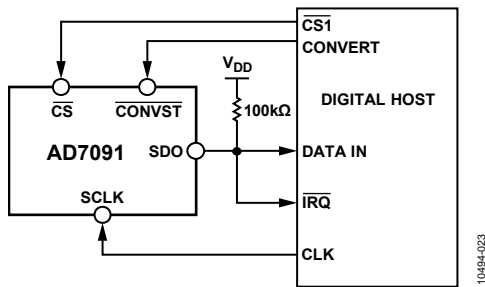 CS1
CONVERT
VDD
DIGITAL HOST
100kΩ
CS
CONVST
AD7091
SDO
DATA IN
SCLK
IRQ
CLK
10494-023